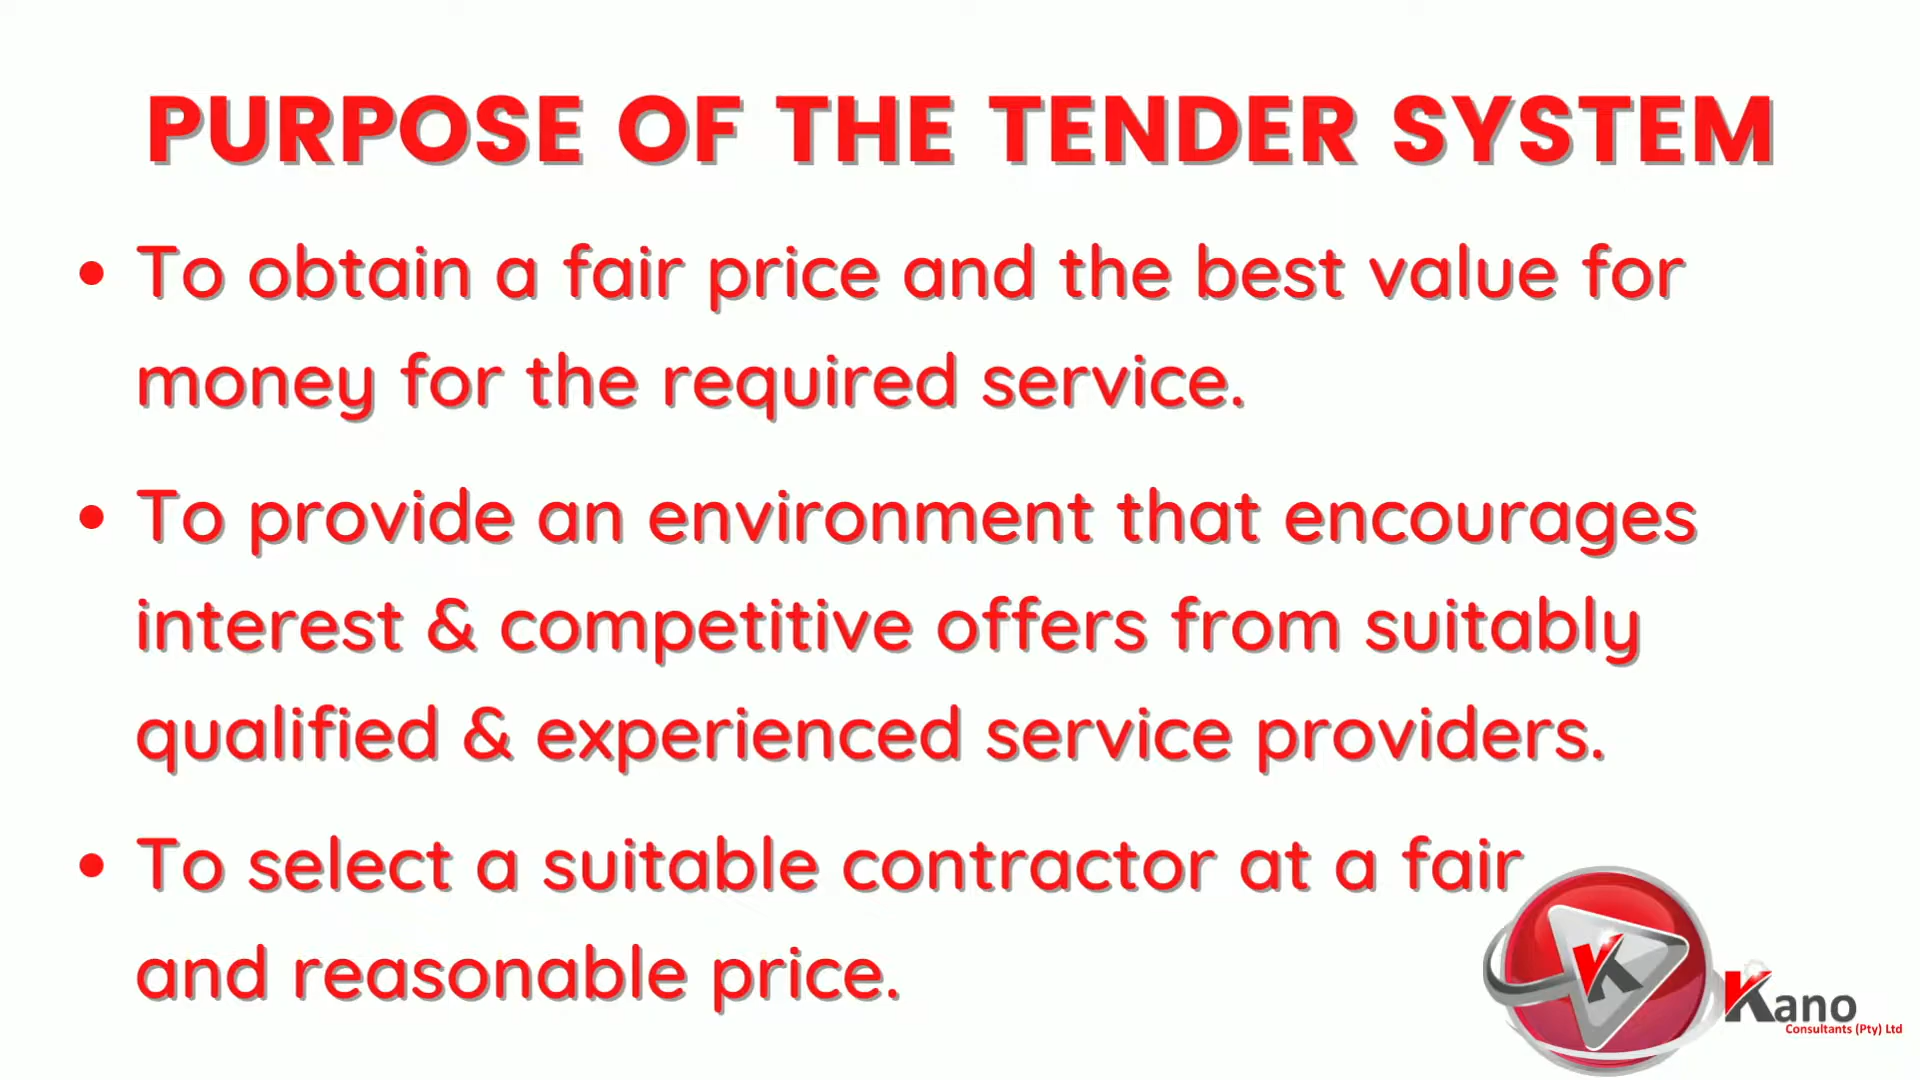 PURPOSE OF THE TENDER SYSTEM
• To obtain a fair price and the best value for
money for the required service.
• To provide an environment that encourages
interest & competitive offers from suitably
qualified & experienced service providers.
• To select a suitable contractor at a fair
and reasonable price.
K
Kano
Consultants (Pty) Ltd